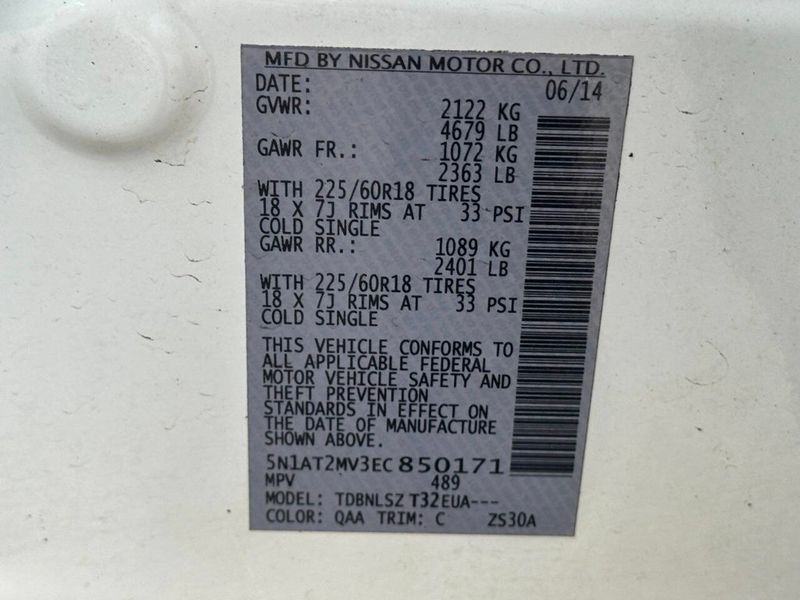 MFD BY NISSAN MOTOR CO., LTD.
DATE: 06/14
GVWR: 2122 KG
4679 LB
GAWR FR.: 1072 KG
2363 LB
WITH 225/60R18 TIRES
18 X 7J RIMS AT 33 PSI
COLD SINGLE
GAWR RR.: 1089 KG
2401 LB
WITH 225/60R18 TIRES
18 X 7J RIMS AT 33 PSI
COLD SINGLE
THIS VEHICLE CONFORMS TO
ALL APPLICABLE FEDERAL
MOTOR VEHICLE SAFETY AND
THEFT PREVENTION
STANDARDS IN EFFECT ON
THE DATE OF MANUFACTURE
SHOWN ABOVE.
5N1AT2MV3EC850171
MPV 489
MODEL: TDBNLSZ T32EUA---
COLOR: QAA TRIM: C ZS30A